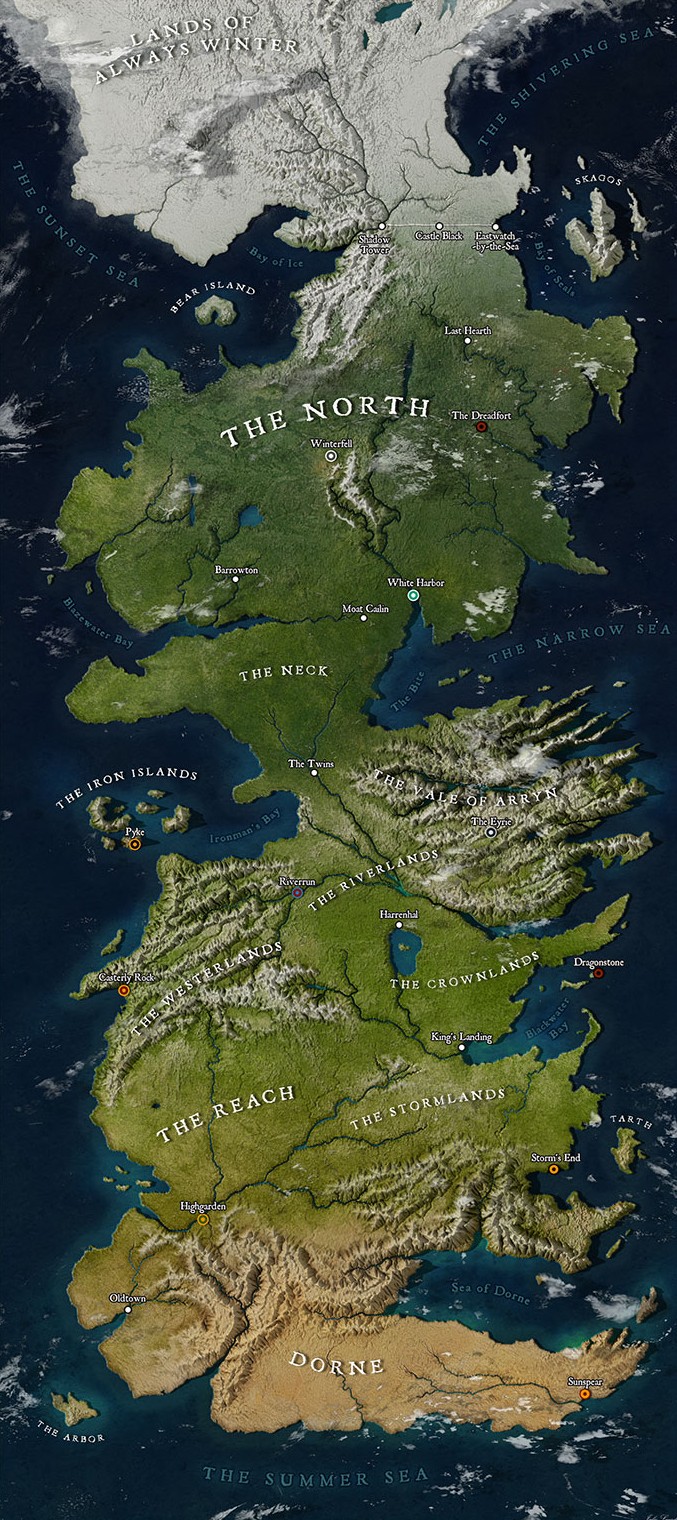 LANDS OF
ALWAYS WINTER
THE SHIVERING SEA
THE SUNSET SEA
SKAGOS
Shadow
Tower
Castle Black
Eastwatch
-by-the-Sea
Bay of Ice
Bay of Seals
BEAR ISLAND
Last Hearth
THE NORTH
The Dreadfort
Winterfell
Barrowton
White Harbor
Moat Cailin
Blazewater Bay
THE NARROW SEA
THE NECK
The Bite
The Twins
THE IRON ISLANDS
THE VALE OF ARRYN
Pyke
Ironman's Bay
The Eyrie
THE RIVERLANDS
Riverrun
Harrenhal
THE WESTERLANDS
THE CROWNLANDS
Dragonstone
Casterly Rock
Blackwater
Bay
King's Landing
THE REACH
THE STORMLANDS
TARTH
Storm's End
Highgarden
Sea of Dorne
Oldtown
DORNE
Sunspear
THE ARBOR
THE SUMMER SEA